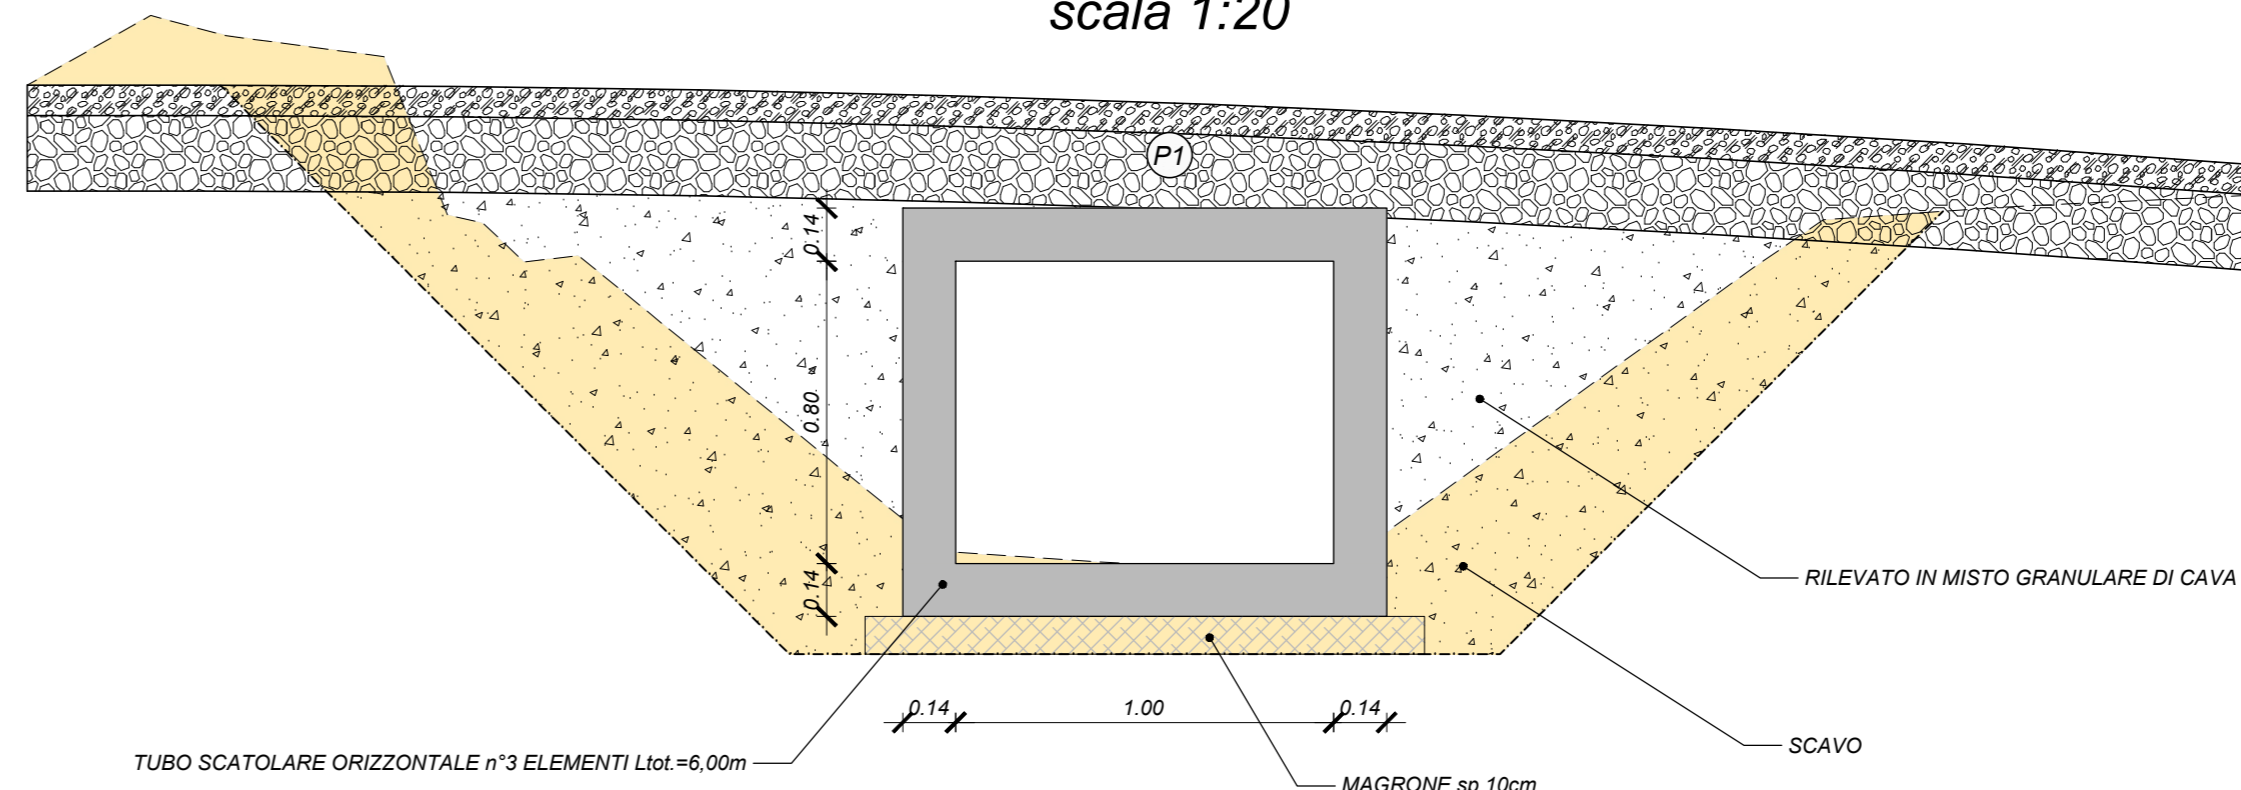 scala 1:20
P1
0.14
0.80
0.14
RILEVATO IN MISTO GRANULARE DI CAVA
0.14
1.00
0.14
SCAVO
TUBO SCATOLARE ORIZZONTALE n°3 ELEMENTI Ltot.=6,00m
MAGRONE sp.10cm